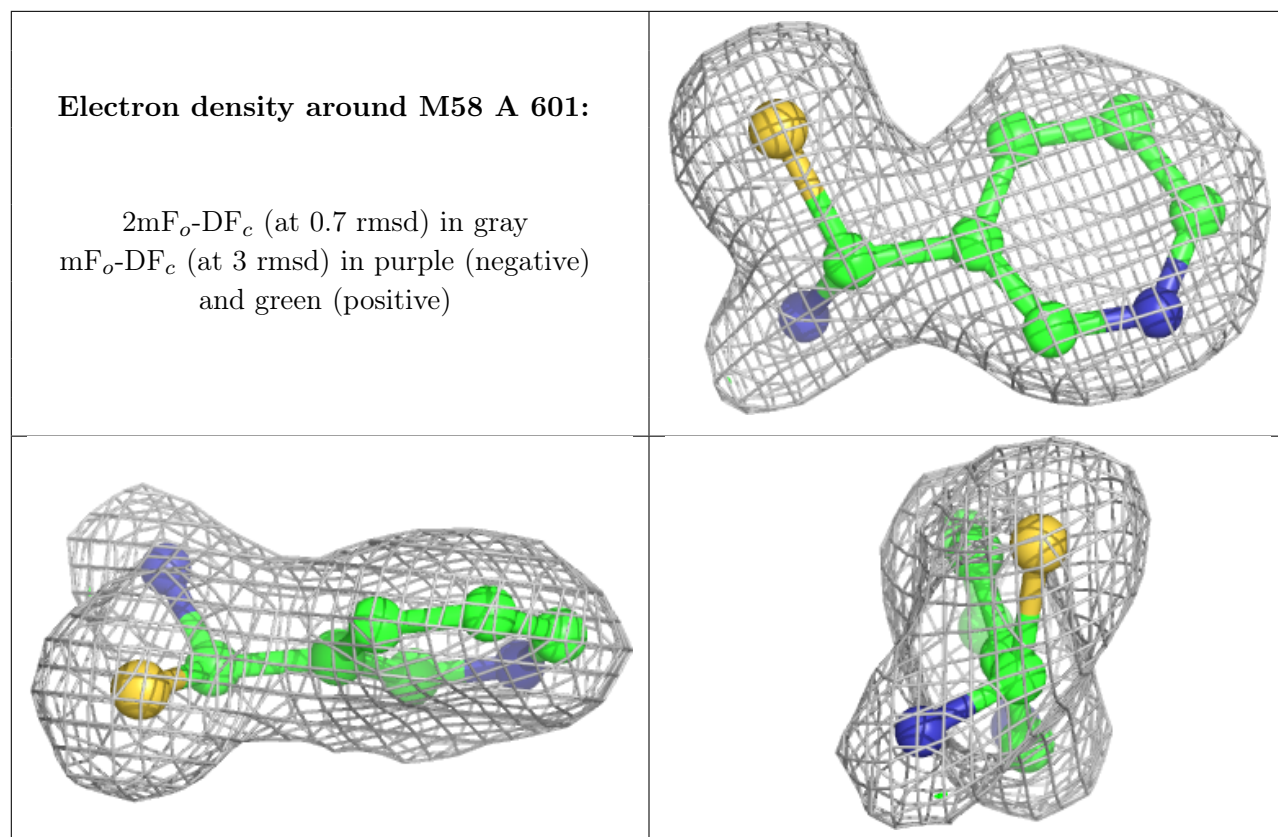 Electron density around M58 A 601:
2mFo-DFc (at 0.7 rmsd) in gray
mFo-DFc (at 3 rmsd) in purple (negative)
and green (positive)